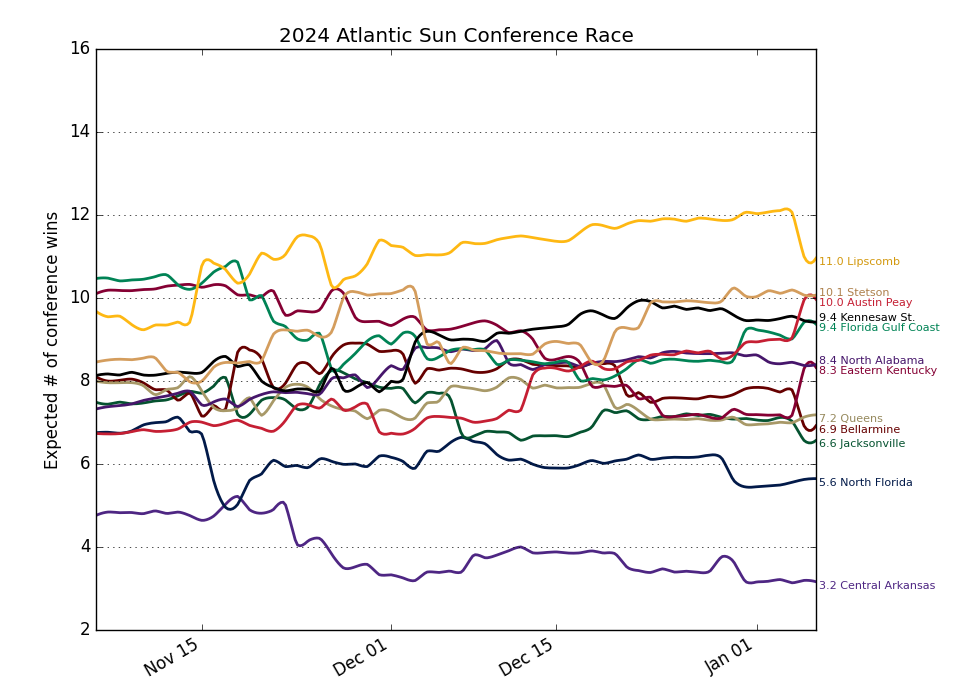 2024 Atlantic Sun Conference Race
Expected # of conference wins
16
14
12
10
8
6
4
2
Nov 15
Dec 01
Dec 15
Jan 01
11.0 Lipscomb
10.1 Stetson
10.0 Austin Peay
9.4 Kennesaw St.
9.4 Florida Gulf Coast
8.4 North Alabama
8.3 Eastern Kentucky
7.2 Queens
6.9 Bellarmine
6.6 Jacksonville
5.6 North Florida
3.2 Central Arkansas